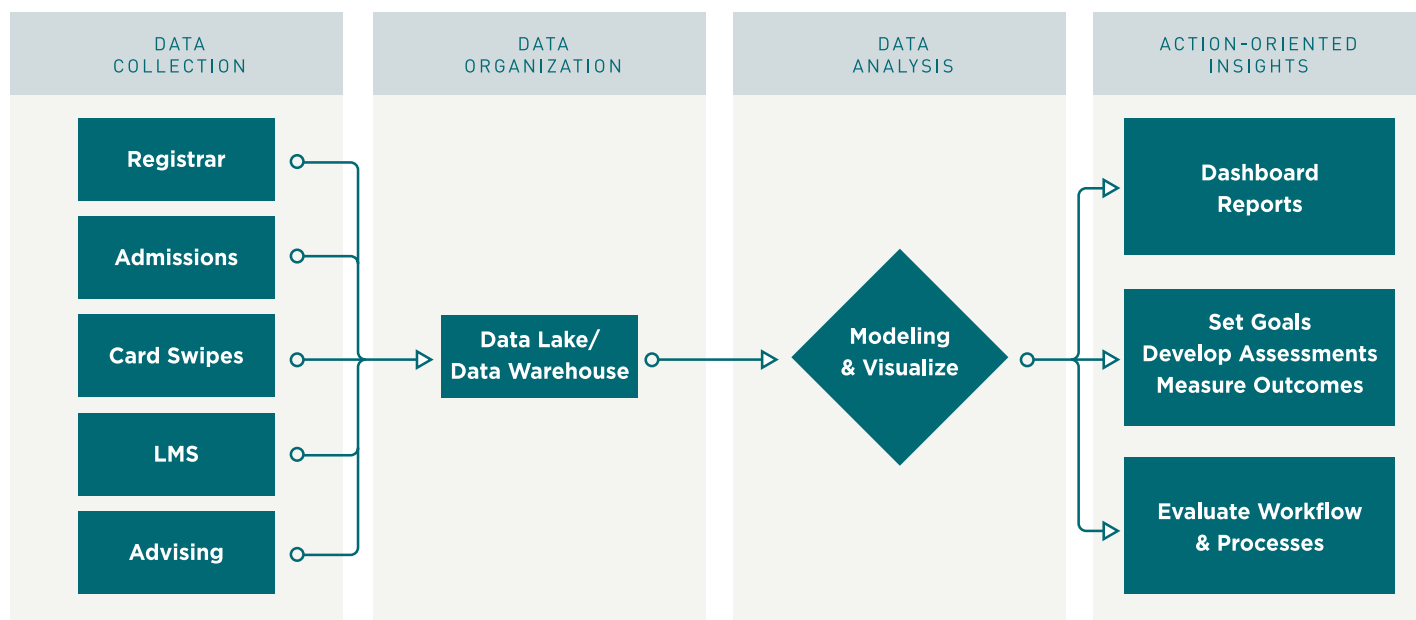 DATA
COLLECTION
DATA
ORGANIZATION
DATA
ANALYSIS
ACTION-ORIENTED
INSIGHTS
Registrar
Admissions
Card Swipes
LMS
Advising
Data Lake/
Data Warehouse
Modeling
& Visualize
Dashboard
Reports
Set Goals
Develop Assessments
Measure Outcomes
Evaluate Workflow
& Processes